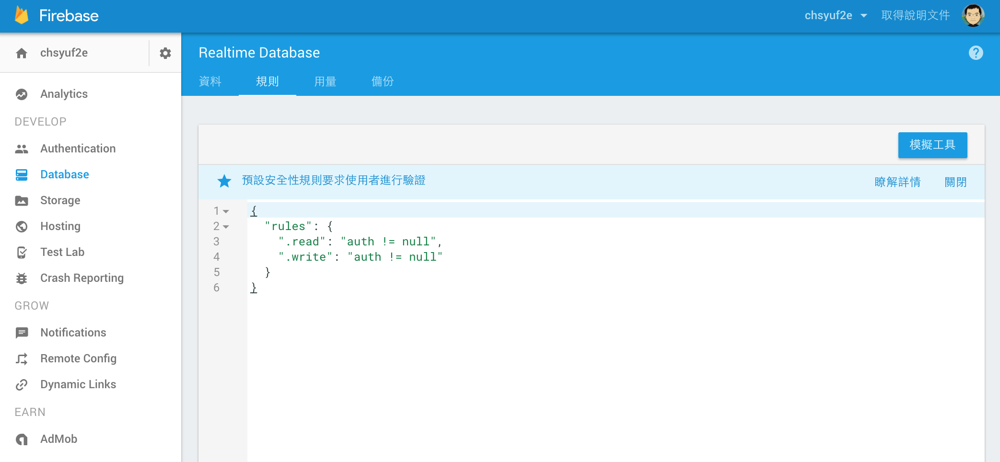 Firebase
chsyuf2e
取得說明文件
chsyuf2e
Analytics
DEVELOP
Authentication
Database
Storage
Hosting
Test Lab
Crash Reporting
GROW
Notifications
Remote Config
Dynamic Links
EARN
AdMob
Realtime Database
?
資料 規則 用量 備份
模擬工具
預設安全性規則要求使用者進行驗證
瞭解詳情 關閉
1 {
2 "rules": {
3 ".read": "auth != null",
4 ".write": "auth != null"
5 }
6 }